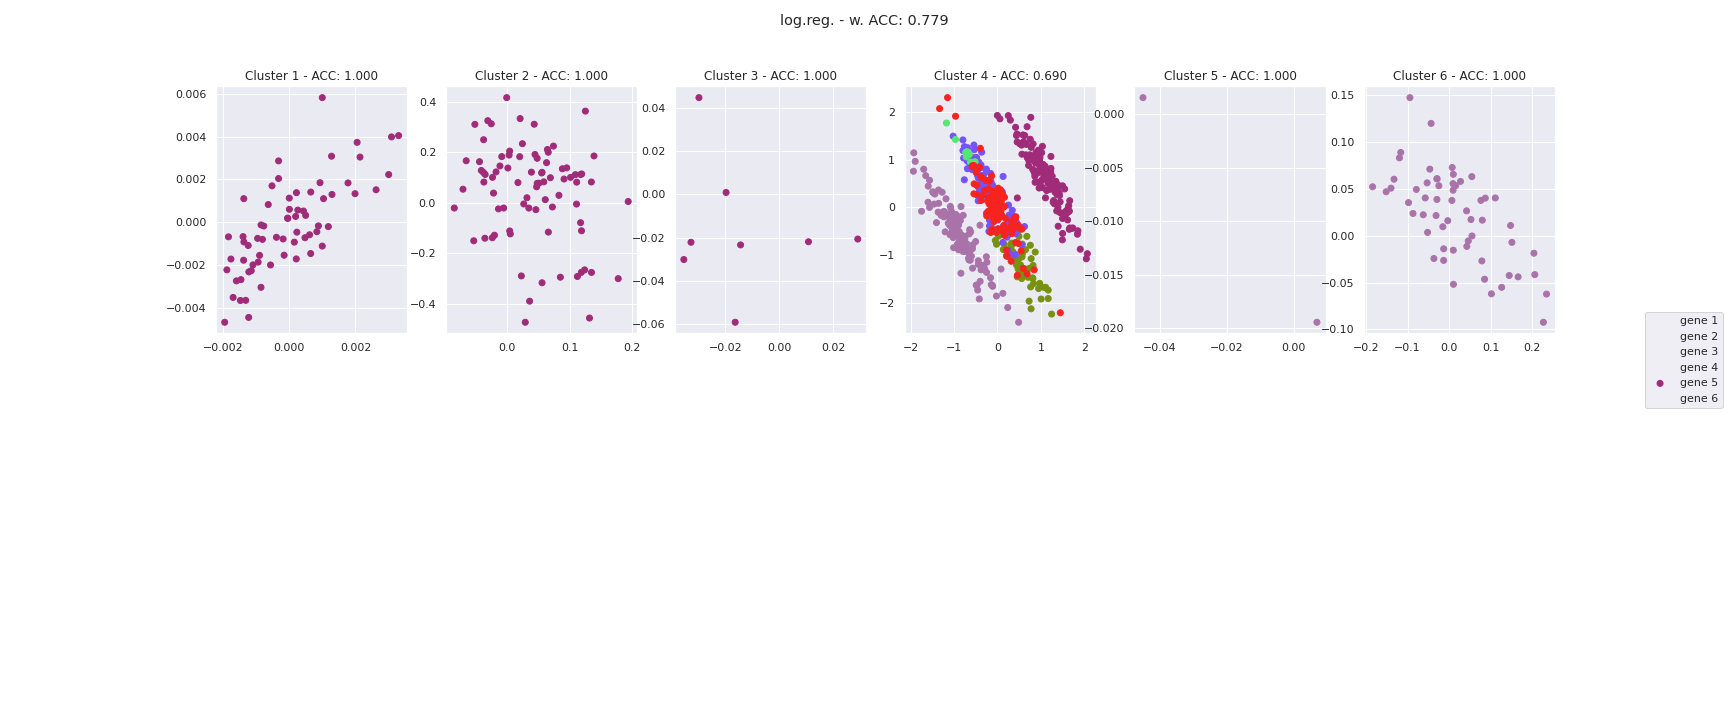 log.reg. - w. ACC: 0.779
Cluster 1 - ACC: 1.000
0.006
0.004
0.002
0.000
−0.002
−0.004
−0.002 0.000 0.002
Cluster 2 - ACC: 1.000
0.4
0.2
0.0
−0.2
−0.4
0.0 0.1 0.2
Cluster 3 - ACC: 1.000
0.04
0.02
0.00
−0.02
−0.04
−0.06
−0.02 0.00 0.02
Cluster 4 - ACC: 0.690
2
1
0
−1
−2
−2 −1 0 1 2
Cluster 5 - ACC: 1.000
0.000
−0.005
−0.010
−0.015
−0.020
−0.04 −0.02 0.00
Cluster 6 - ACC: 1.000
0.15
0.10
0.05
0.00
−0.05
−0.10
−0.2 −0.1 0.0 0.1 0.2
gene 1
gene 2
gene 3
gene 4
gene 5
gene 6